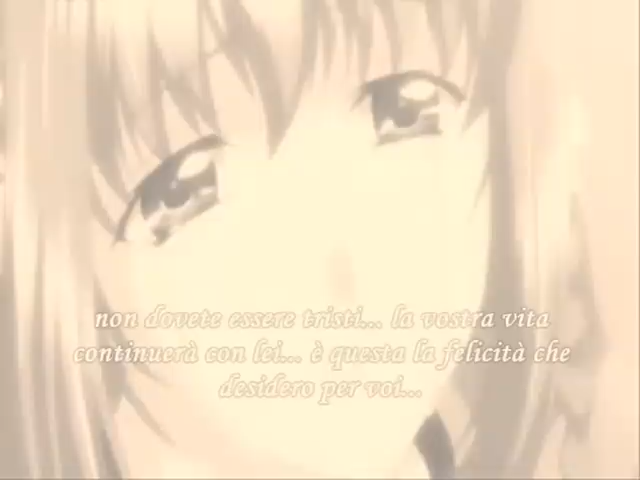 non dovete essere tristi... la vostra vita
continuerà con lei... è questa la felicità che
desidero per voi...